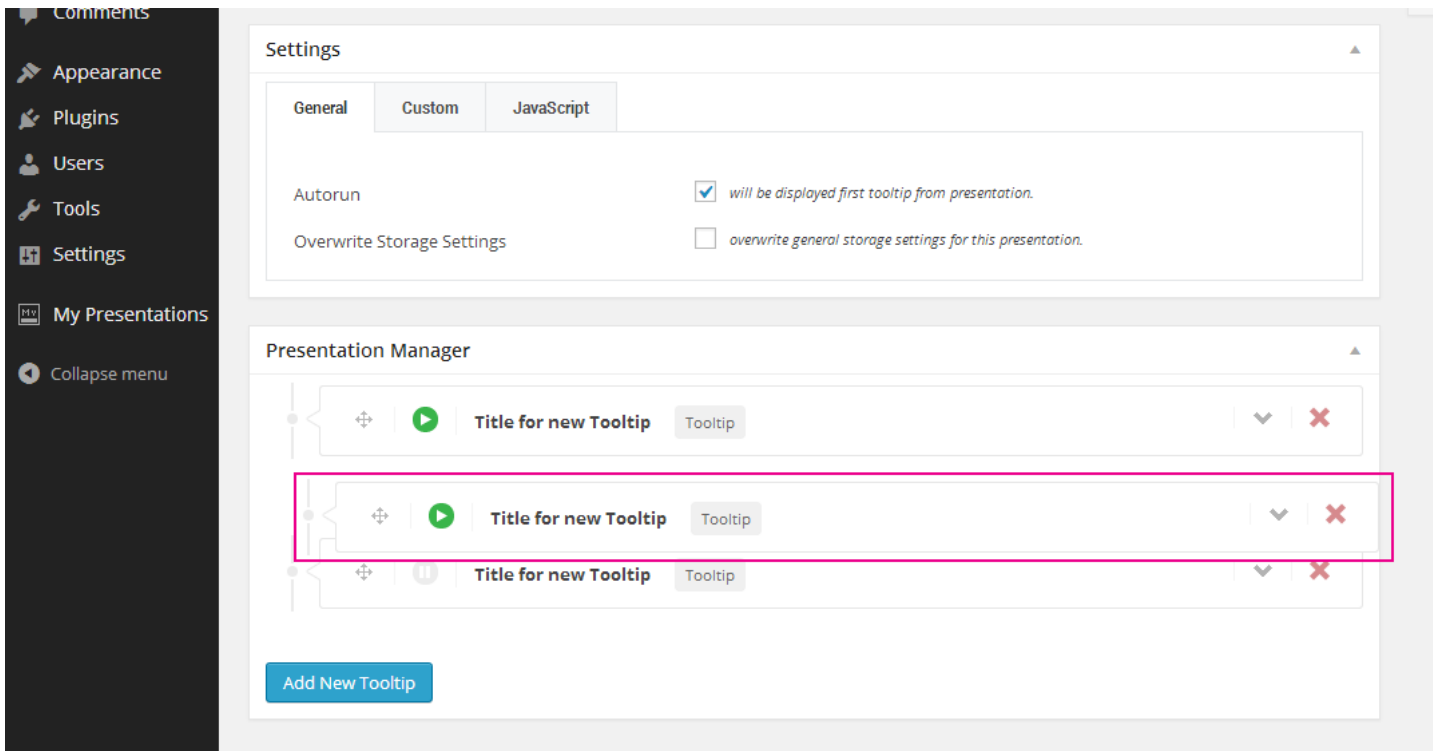 Comments
Appearance
Plugins
Users
Tools
Settings
My Presentations
Collapse menu
Settings
General Custom JavaScript
Autorun will be displayed first tooltip from presentation.
Overwrite Storage Settings overwrite general storage settings for this presentation.
Presentation Manager
Title for new Tooltip Tooltip
Title for new Tooltip Tooltip
Title for new Tooltip Tooltip
Add New Tooltip